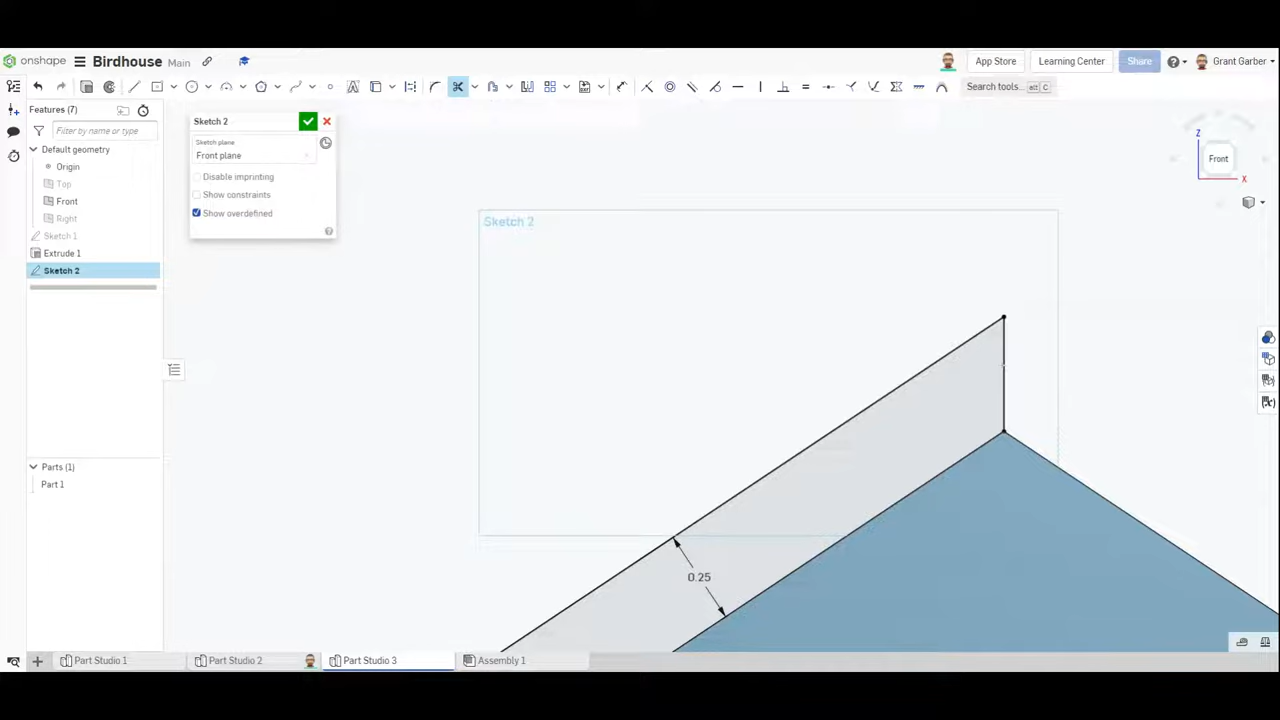 onshape Birdhouse Main App Store Learning Center Share Grant Garber
Search tools... alt C
Features (7)
Filter by name or type
Default geometry
Origin
Top
Front
Right
Sketch 1
Extrude 1
Sketch 2
Parts (1)
Part 1
Sketch 2
Sketch plane
Front plane
Disable imprinting
Show constraints
Show overdefined
Sketch 2
0.25
Z
Front
X
Part Studio 1 Part Studio 2 Part Studio 3 Assembly 1